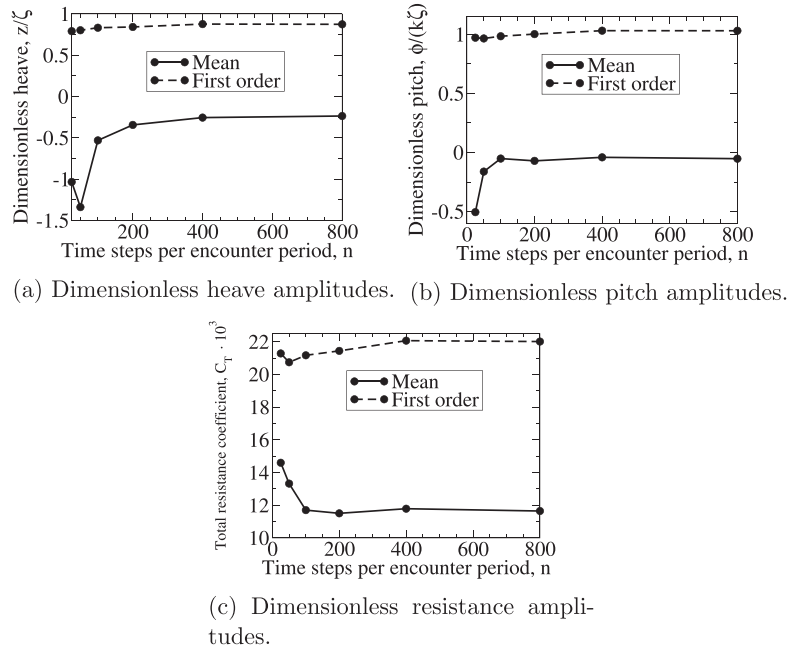 1
0.5
0
-0.5
-1
-1.5
Dimensionless heave, z/ζ
Mean
First order
200 400 600 800
Time steps per encounter period, n
(a) Dimensionless heave amplitudes.
1
0.5
0
-0.5
Dimensionless pitch, ϕ/(kζ)
Mean
First order
0 200 400 600 800
Time steps per encounter period, n
(b) Dimensionless pitch amplitudes.
22
20
18
16
14
12
10
Total resistance coefficient, C_T · 10³
Mean
First order
0 200 400 600 800
Time steps per encounter period, n
(c) Dimensionless resistance ampli-
tudes.